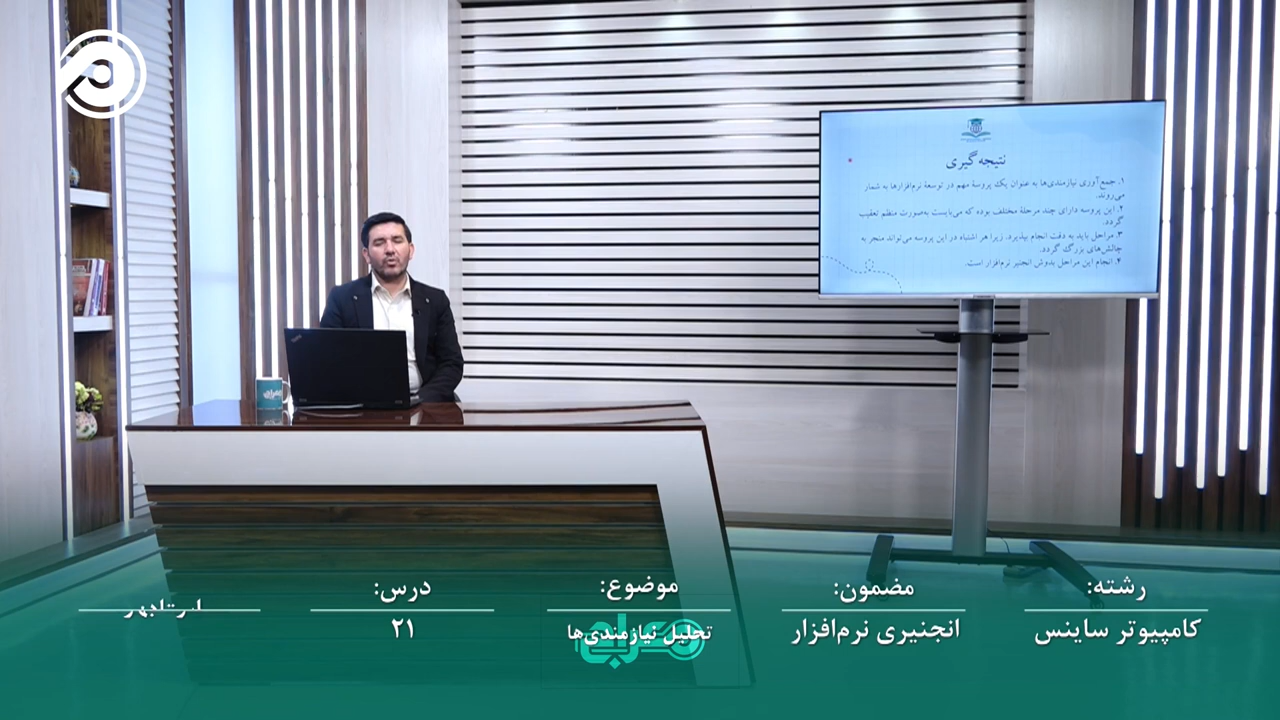 نتیجه گیری
۱. جمع‌آوری نیازمندی‌ها به عنوان یک پروسهٔ مهم در توسعهٔ نرم‌افزارها به شمار
می‌روند.
۲. این پروسه دارای چند مرحلهٔ مختلف بوده که می‌بایست به‌صورت منظم تعقیب
گردد.
۳. مراحل باید به دقت انجام بپذیرد. زیرا هر اشتباه در این پروسه می‌تواند منجر به
چالش‌های بزرگ گردد.
۴. انجام این مراحل بدوش انجنیر نرم‌افزار است.
رشته:
کامپیوتر ساینس
مضمون:
انجنیری نرم‌افزار
موضوع:
تحلیل نیازمندی‌ها
درس:
۲۱